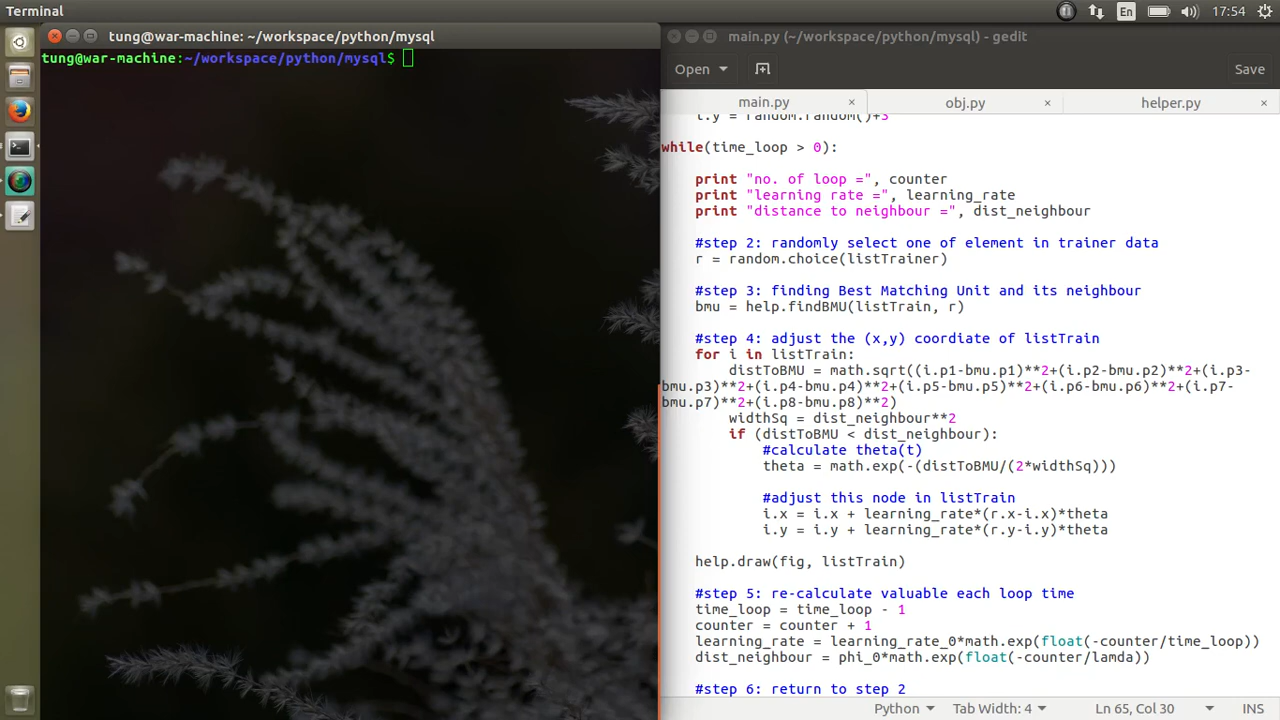 Terminal
En
17:54
tung@war-machine: ~/workspace/python/mysql
tung@war-machine:~/workspace/python/mysql$
main.py (~/workspace/python/mysql) - gedit
Open
Save
main.py × obj.py × helper.py ×
i.y = random.random()+3
while(time_loop > 0):
print "no. of loop =", counter
print "learning rate =", learning_rate
print "distance to neighbour =", dist_neighbour
#step 2: randomly select one of element in trainer data
r = random.choice(listTrainer)
#step 3: finding Best Matching Unit and its neighbour
bmu = help.findBMU(listTrain, r)
#step 4: adjust the (x,y) coordiate of listTrain
for i in listTrain:
distToBMU = math.sqrt((i.p1-bmu.p1)**2+(i.p2-bmu.p2)**2+(i.p3-
bmu.p3)**2+(i.p4-bmu.p4)**2+(i.p5-bmu.p5)**2+(i.p6-bmu.p6)**2+(i.p7-
bmu.p7)**2+(i.p8-bmu.p8)**2)
widthSq = dist_neighbour**2
if (distToBMU < dist_neighbour):
#calculate theta(t)
theta = math.exp(-(distToBMU/(2*widthSq)))
#adjust this node in listTrain
i.x = i.x + learning_rate*(r.x-i.x)*theta
i.y = i.y + learning_rate*(r.y-i.y)*theta
help.draw(fig, listTrain)
#step 5: re-calculate valuable each loop time
time_loop = time_loop - 1
counter = counter + 1
learning_rate = learning_rate_0*math.exp(float(-counter/time_loop))
dist_neighbour = phi_0*math.exp(float(-counter/lamda))
#step 6: return to step 2
Python
Tab Width: 4
Ln 65, Col 30
INS